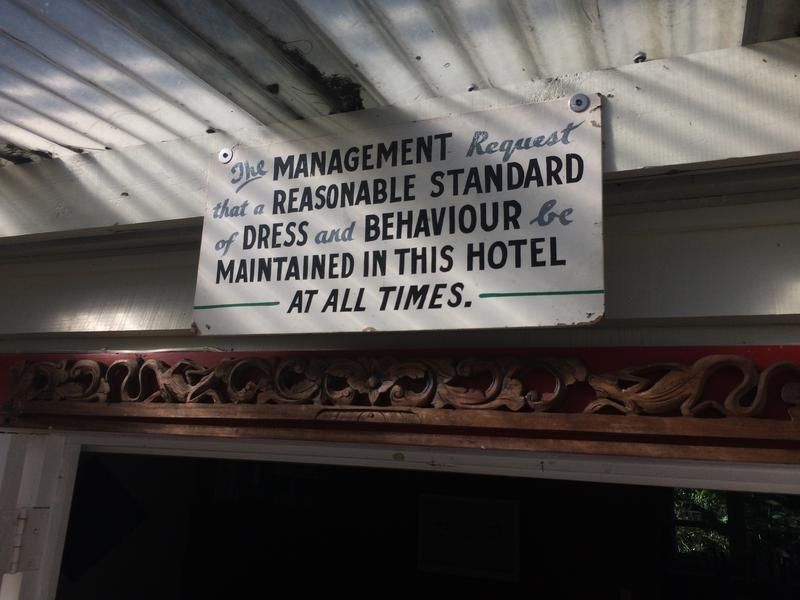 The MANAGEMENT Request
that a REASONABLE STANDARD
of DRESS and BEHAVIOUR be
MAINTAINED IN THIS HOTEL
AT ALL TIMES.